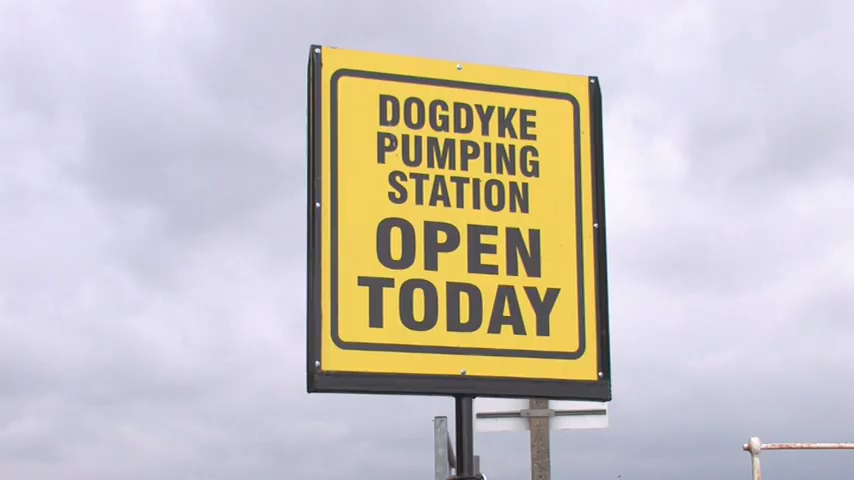 DOGDYKE
PUMPING
STATION
OPEN
TODAY